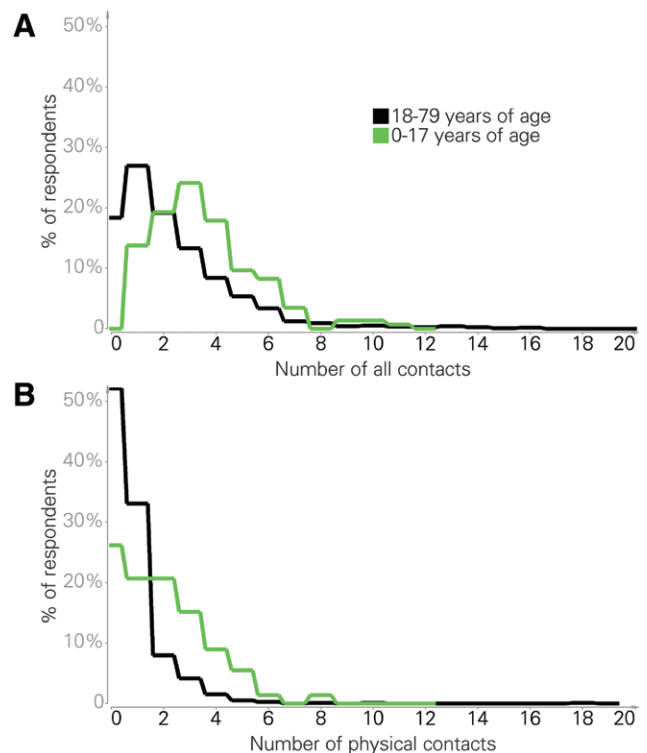 A
50%
40%
30%
20%
10%
0
% of respondents
18-79 years of age
0-17 years of age
0 2 4 6 8 10 12 14 16 18 20
Number of all contacts
B
50%
40%
30%
20%
10%
0
% of respondents
0 2 4 6 8 10 12 14 16 18 20
Number of physical contacts